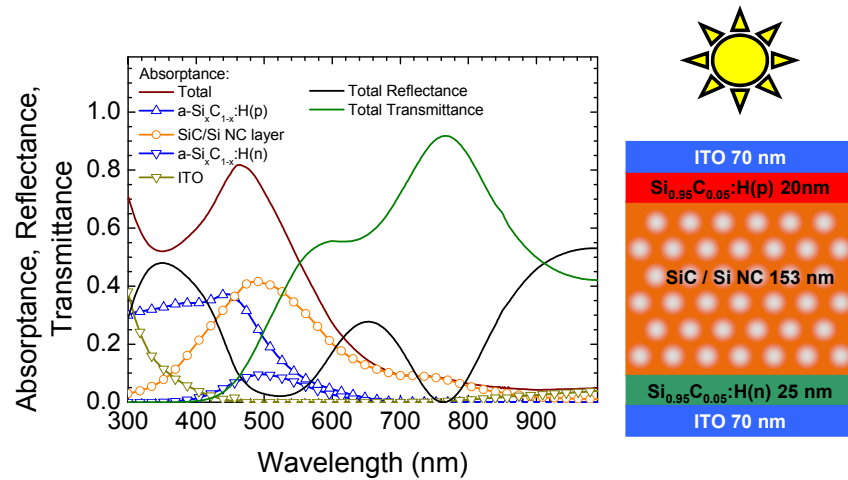 Absorptance, Reflectance,
Transmittance
1.0
0.8
0.6
0.4
0.2
0.0
Absorptance:
Total
a-SiₓC₁₋ₓ:H(p)
SiC/Si NC layer
a-SiₓC₁₋ₓ:H(n)
ITO
Total Reflectance
Total Transmittance
300 400 500 600 700 800 900
Wavelength (nm)
ITO 70 nm
Si₀.₉₅C₀.₀₅:H(p) 20nm
SiC / Si NC 153 nm
Si₀.₉₅C₀.₀₅:H(n) 25 nm
ITO 70 nm